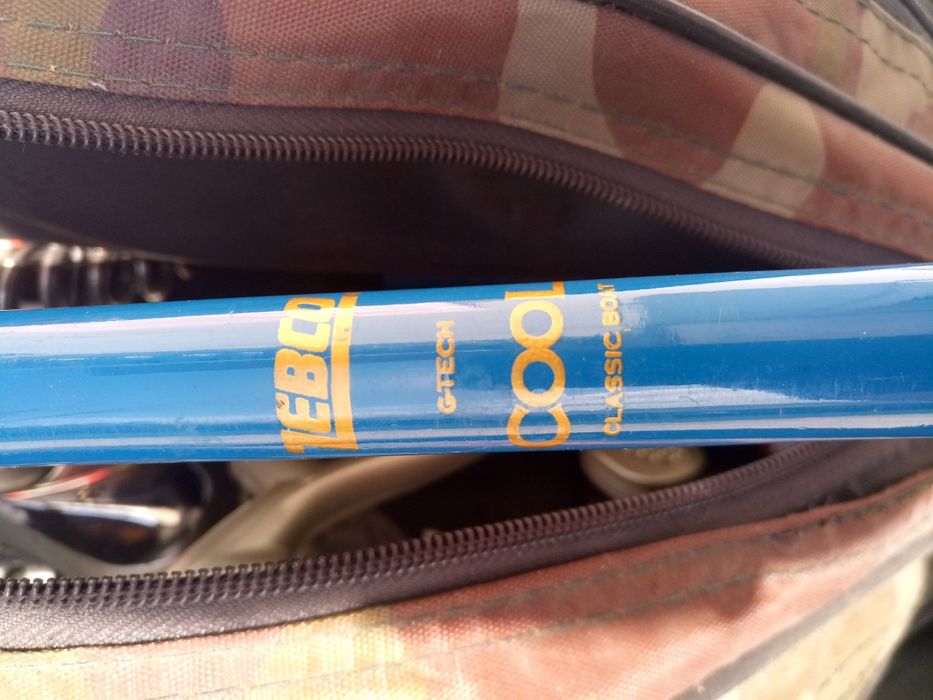 ZEBCO
G-TECH
COOL
CLASSIC BOAT